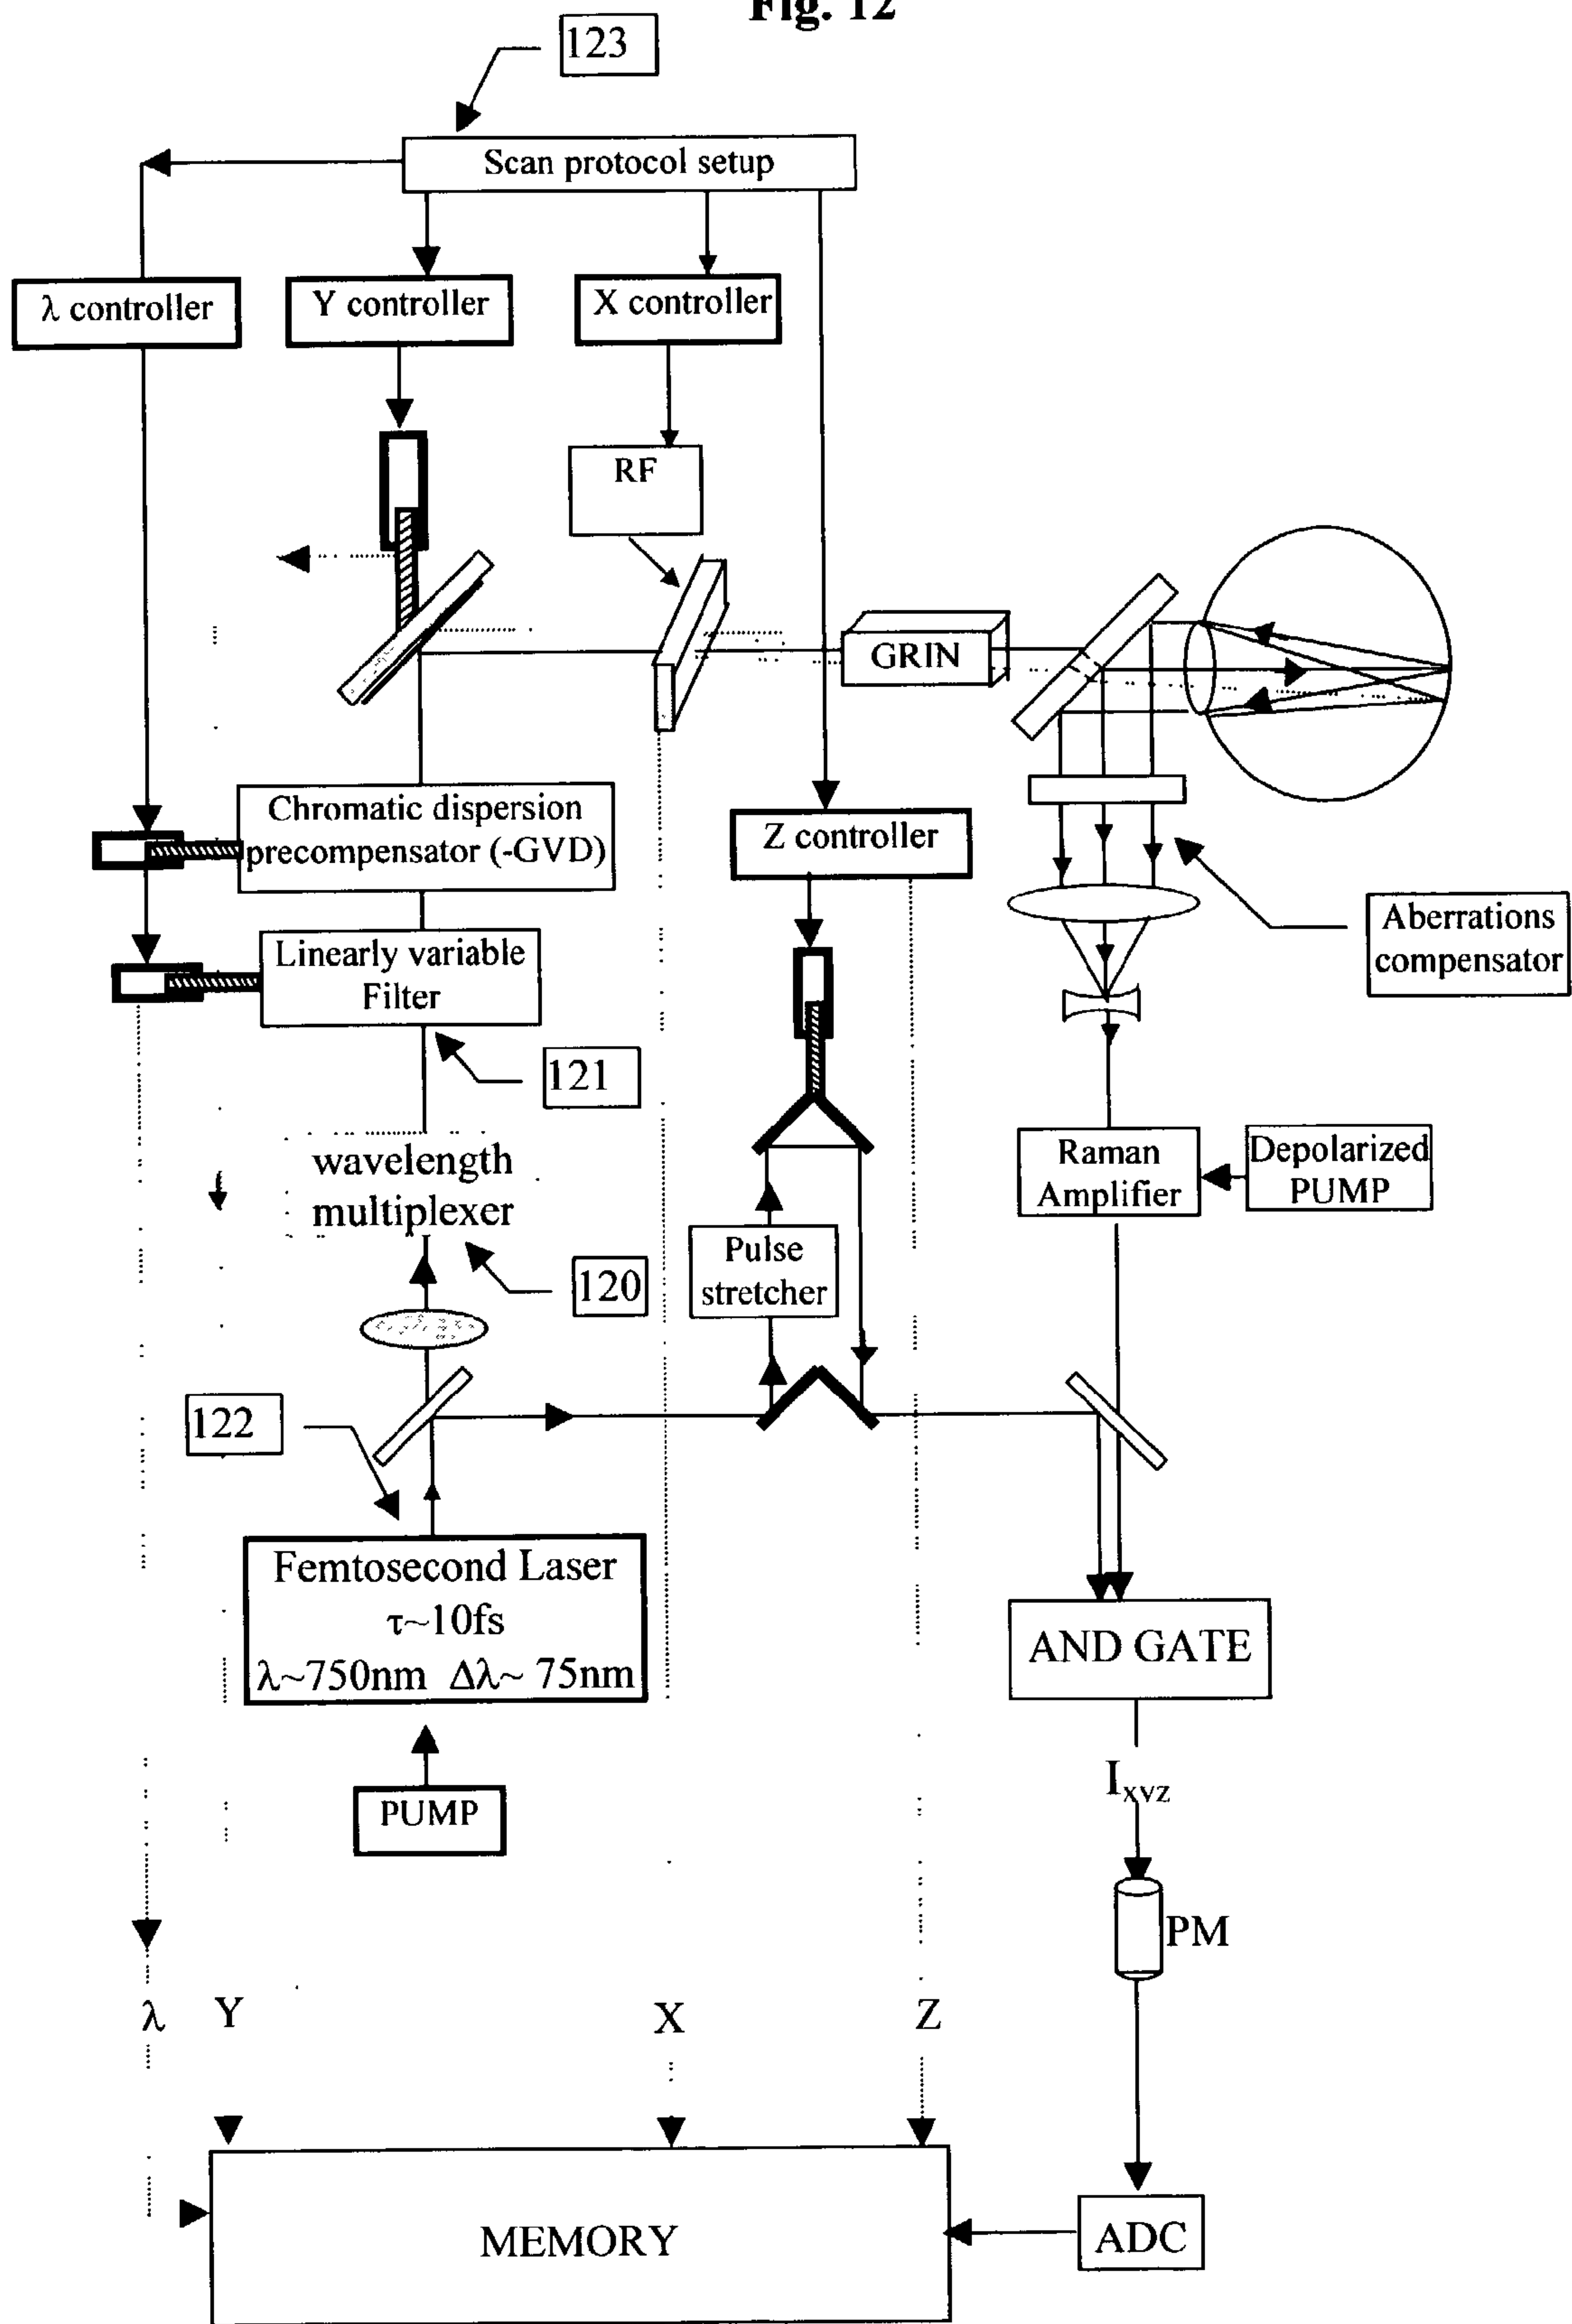 Fig. 12
123
Scan protocol setup
λ controller
Y controller
X controller
RF
GRIN
Chromatic dispersion
precompensator (-GVD)
Z controller
Linearly variable
Filter
Aberrations
compensator
121
wavelength
multiplexer
Raman
Amplifier
Depolarized
PUMP
Pulse
stretcher
120
122
Femtosecond Laser
τ~10fs
λ~750nm Δλ~ 75nm
AND GATE
Ixyz
PUMP
PM
λ
Y
X
Z
MEMORY
ADC